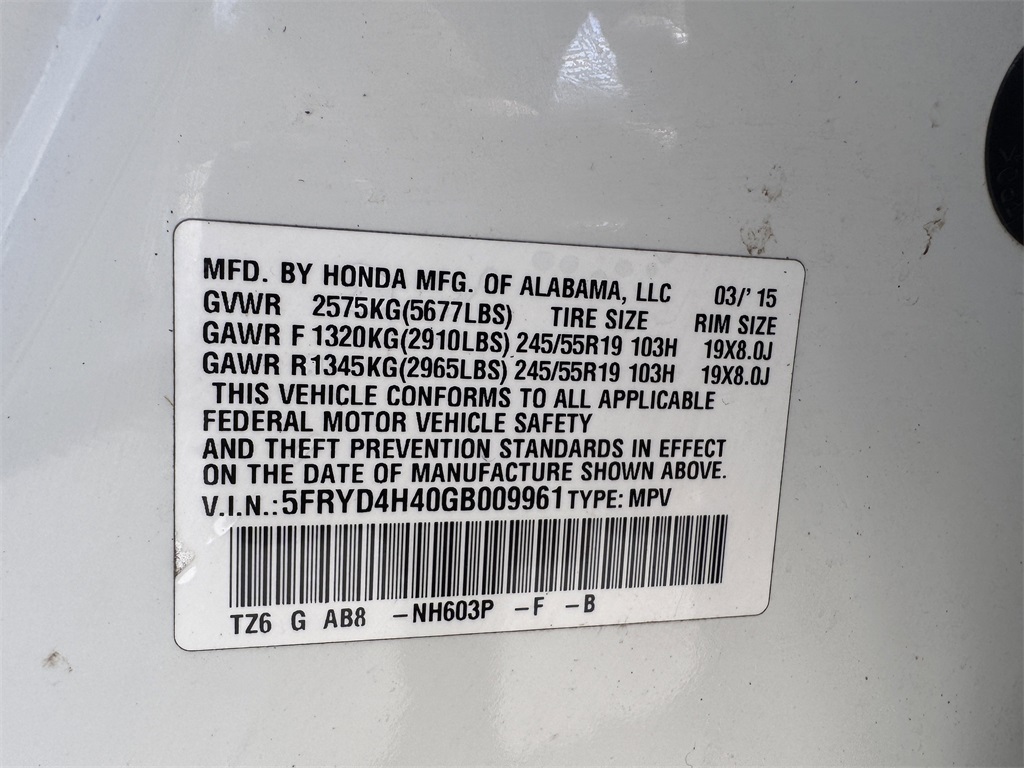 MFD. BY HONDA MFG. OF ALABAMA, LLC 03/' 15
GVWR 2575KG(5677LBS) TIRE SIZE RIM SIZE
GAWR F 1320KG(2910LBS) 245/55R19 103H 19X8.0J
GAWR R1345KG(2965LBS) 245/55R19 103H 19X8.0J
THIS VEHICLE CONFORMS TO ALL APPLICABLE
FEDERAL MOTOR VEHICLE SAFETY
AND THEFT PREVENTION STANDARDS IN EFFECT
ON THE DATE OF MANUFACTURE SHOWN ABOVE.
V.I.N.:5FRYD4H40GB009961 TYPE: MPV
TZ6 G AB8 -NH603P -F -B